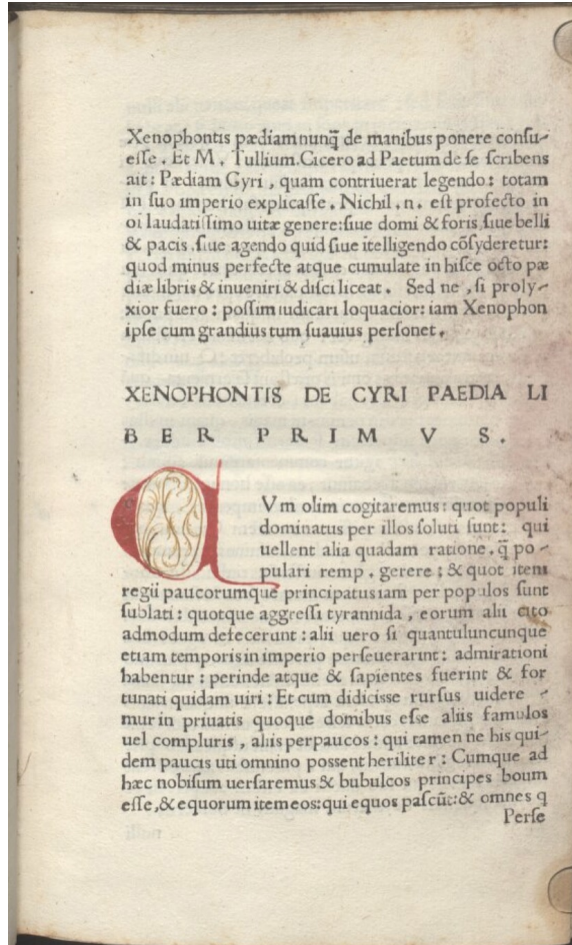 Xenophontis pædiam nunq̃ de manibus ponere consu-
esse. Et M. Tullium. Cicero ad Paetum de se scribens
ait: Pædiam Gyri, quam contriuerat legendo: totam
in suo imperio explicasse. Nichil .n. est profecto in
oi laudatissimo uitæ genere: siue domi & foris, siue belli
& pacis, siue agendo quid siue itelligendo cõsyderetur:
quod minus perfecte atque cumulate in hisce octo pæ
diæ libris & inueniri & disci liceat. Sed ne, si proly-
xior fuero: possim iudicari loquacior: iam Xenophon
ipse cum grandius tum suauius personet.
XENOPHONTIS DE CYRI PAEDIA LI
BER PRIMVS.
QVm olim cogitaremus: quot populi
dominatus per illos soluti sunt: qui
uellent alia quadam ratione, q̃ po-
pulari remp. gerere: & quot item
regii paucorumque principatus iam per populos sunt
sublati: quotque aggressi tyrannida, eorum alii cito
admodum defecerunt: alii uero si quantuluncunque
etiam temporis in imperio perseuerarint: admirationi
habentur: perinde atque & sapientes fuerint & for
tunati quidam uiri: Et cum didicisse rursus uidere -
mur in priuatis quoque domibus esse aliis famulos
uel compluris, aliis perpaucos: qui tamen ne his qui-
dem paucis uti omnino possent heriliter: Cumque ad
hæc nobisum uersaremus & bubulcos principes boum
esse, & equorum item eos: qui equos pascũt: & omnes q
Perse